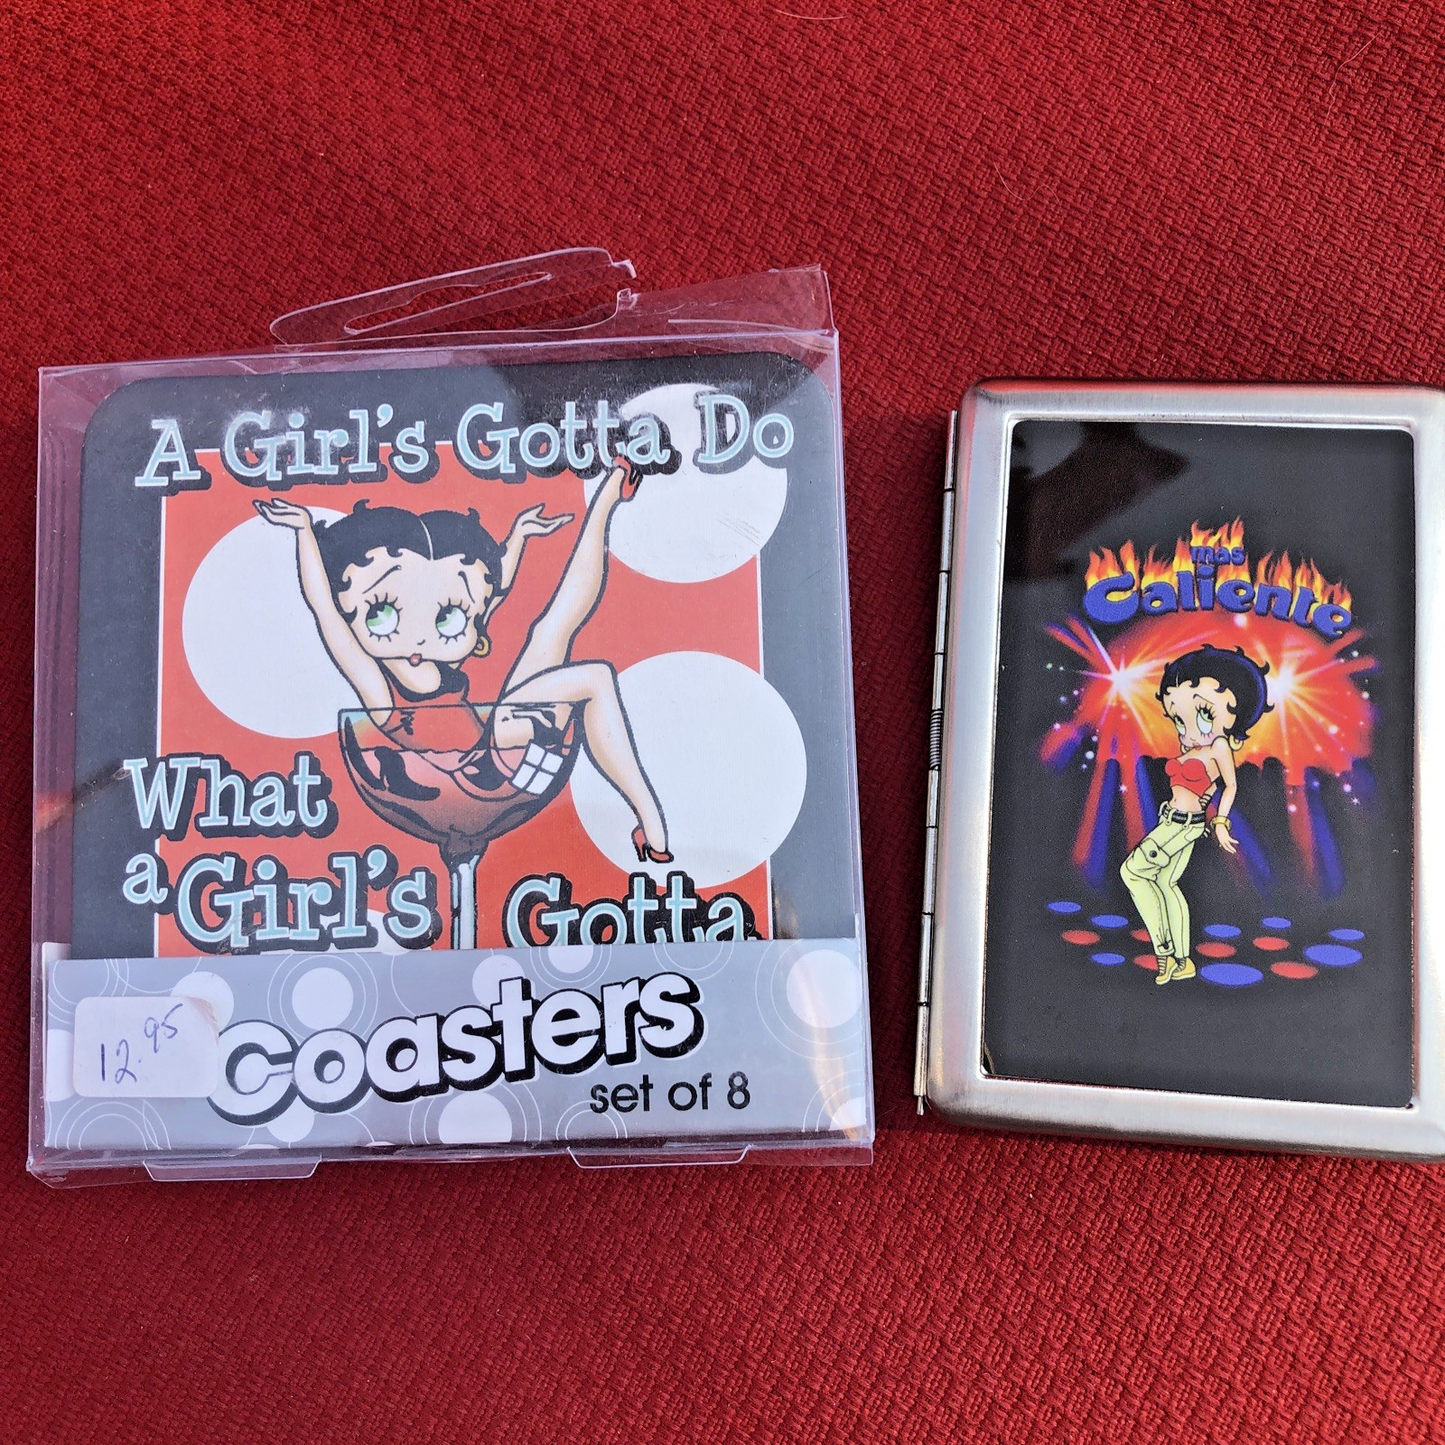 A Girl's Gotta Do
What
a Girl's Gotta
12.95
coasters
set of 8
mas
Caliente